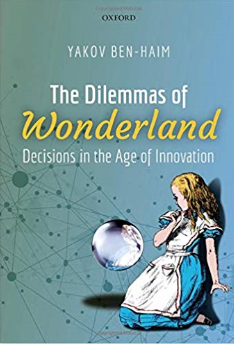 OXFORD
YAKOV BEN-HAIM
The Dilemmas of
Wonderland
Decisions in the Age of Innovation